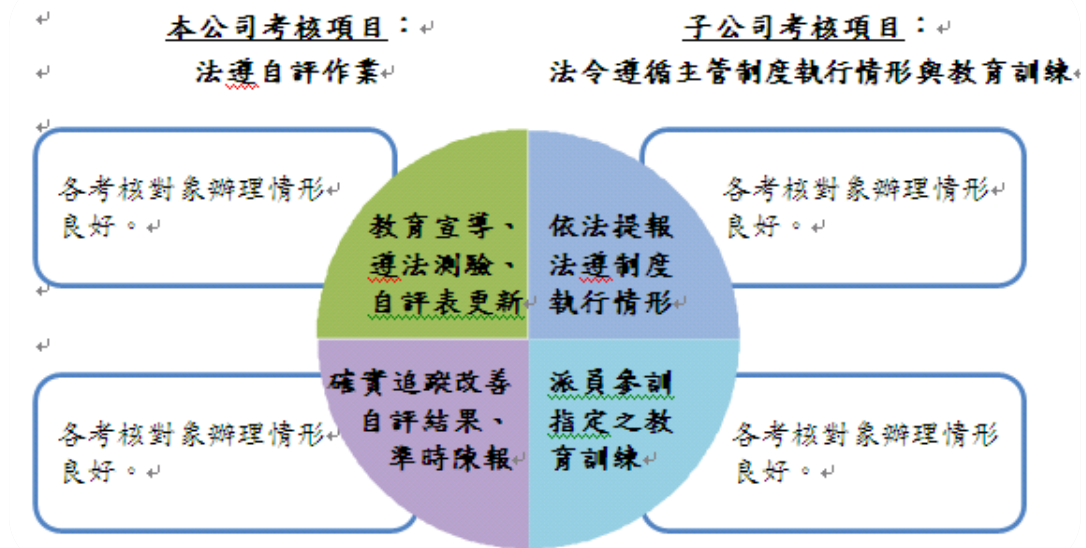 本公司考核項目：
法遵自評作業
子公司考核項目：
法令遵循主管制度執行情形與教育訓練
各考核對象辦理情形
良好。
教育宣導、
遵法測驗、
自評表更新
依法提報
法遵制度
執行情形
各考核對象辦理情形
良好。
各考核對象辦理情形
良好。
確實追蹤改善
自評結果、
準時陳報
派員參訓
指定之教
育訓練
各考核對象辦理情形
良好。